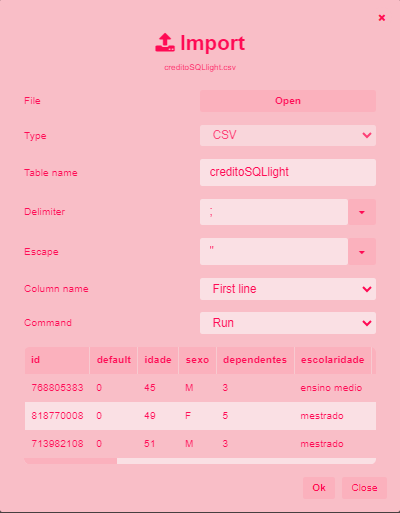 ×
Import
creditoSQLlight.csv
File Open
Type CSV
Table name creditoSQLlight
Delimiter ;
Escape "
Column name First line
Command Run
id default idade sexo dependentes escolaridade
768805383 0 45 M 3 ensino medio
818770008 0 49 F 5 mestrado
713982108 0 51 M 3 mestrado
Ok Close